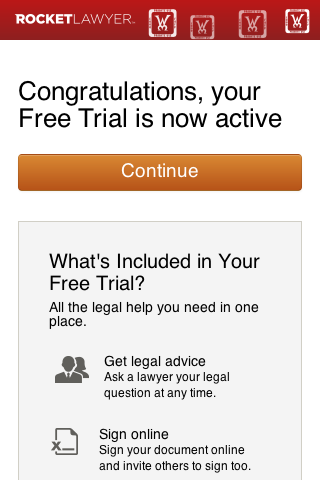 ROCKETLAWYER
Congratulations, your
Free Trial is now active
Continue
What's Included in Your
Free Trial?
All the legal help you need in one
place.
Get legal advice
Ask a lawyer your legal
question at any time.
Sign online
Sign your document online
and invite others to sign too.